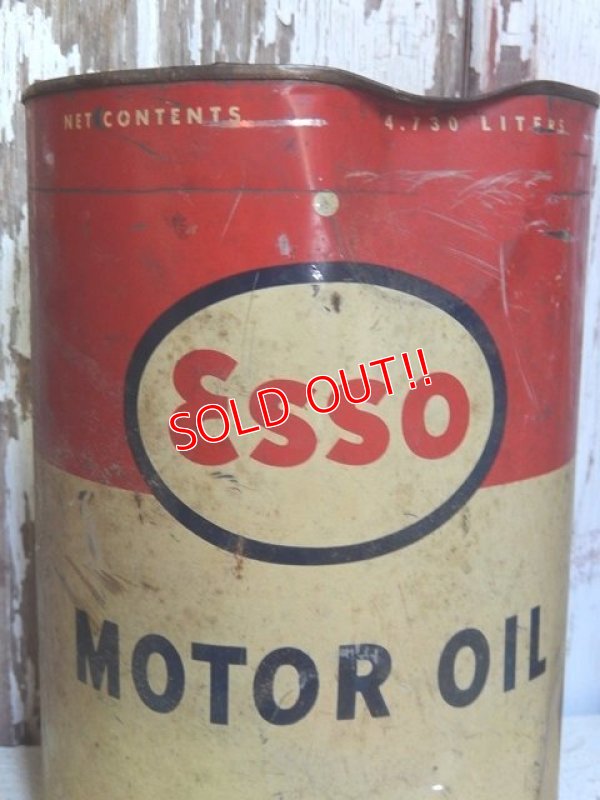 NET CONTENTS 4.730 LITERS
Esso
SOLD OUT!!
MOTOR OIL